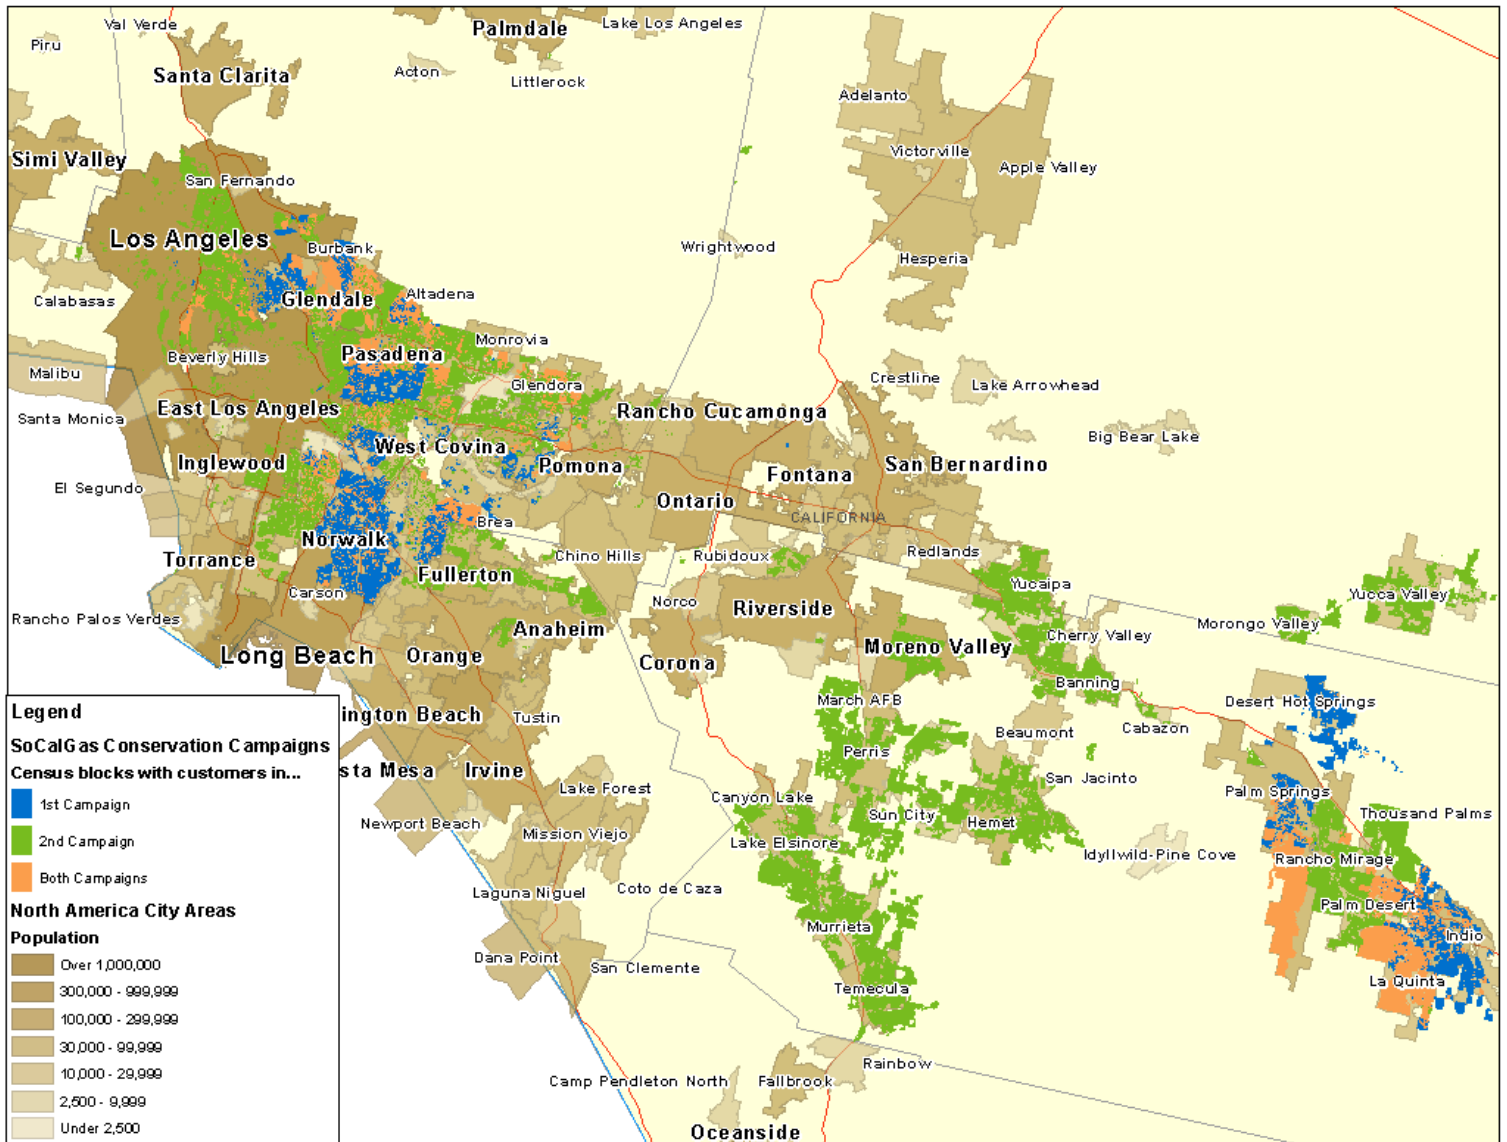 Val Verde
Palmdale
Lake Los Angeles
Piru
Santa Clarita
Acton
Littlerock
Adelanto
Simi Valley
Victorville
Apple Valley
San Fernando
Los Angeles
Burbank
Wrightwood
Hesperia
Calabasas
Glendale
Altadena
Monrovia
Pasadena
Beverly Hills
Malibu
Glendora
Crestline
Lake Arrowhead
Santa Monica
East Los Angeles
Rancho Cucamonga
Big Bear Lake
West Covina
Inglewood
Pomona
Fontana
San Bernardino
El Segundo
Ontario
CALIFORNIA
Brea
Norwalk
Chino Hills
Rubidoux
Redlands
Torrance
Fullerton
Yucaipa
Carson
Norco
Riverside
Yucca Valley
Rancho Palos Verdes
Anaheim
Morongo Valley
Cherry Valley
Long Beach
Orange
Corona
Moreno Valley
Banning
March AFB
Desert Hot Springs
ington Beach
Tustin
Beaumont
Cabazon
Perris
sta Mesa
Irvine
San Jacinto
Lake Forest
Canyon Lake
Palm Springs
Newport Beach
Mission Viejo
Sun City
Hemet
Thousand Palms
Lake Elsinore
Idyllwild-Pine Cove
Rancho Mirage
Laguna Niguel
Coto de Caza
Palm Desert
Murrieta
Indio
Dana Point
San Clemente
Temecula
La Quinta
Rainbow
Camp Pendleton North
Fallbrook
Oceanside
Legend
SoCalGas Conservation Campaigns
Census blocks with customers in...
1st Campaign
2nd Campaign
Both Campaigns
North America City Areas
Population
Over 1,000,000
300,000 - 999,999
100,000 - 299,999
30,000 - 99,999
10,000 - 29,999
2,500 - 9,999
Under 2,500